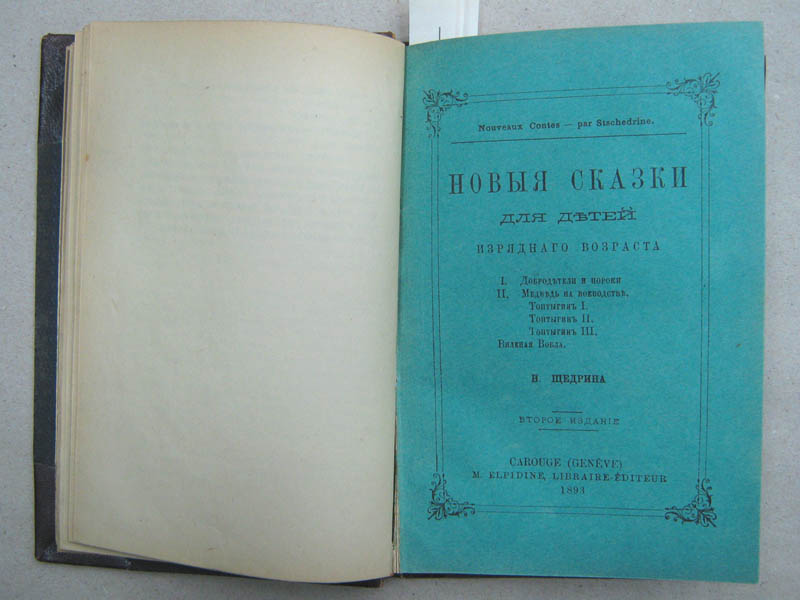 Nouveaux Contes — par Stschedrine.
НОВЫЯ СКАЗКИ
ДЛЯ ДѢТЕЙ
ИЗРЯДНАГО ВОЗРАСТА
I. Добродѣтели и пороки
II. Медвѣдь на воеводствѣ.
Топтыгинъ I.
Топтыгинъ II.
Топтыгинъ III.
Вяленая Вобла.
Н. ЩЕДРИНА
ВТОРОЕ ИЗДАНІЕ
CAROUGE (GENÈVE)
M. ELPIDINE, LIBRAIRE-ÉDITEUR
1893